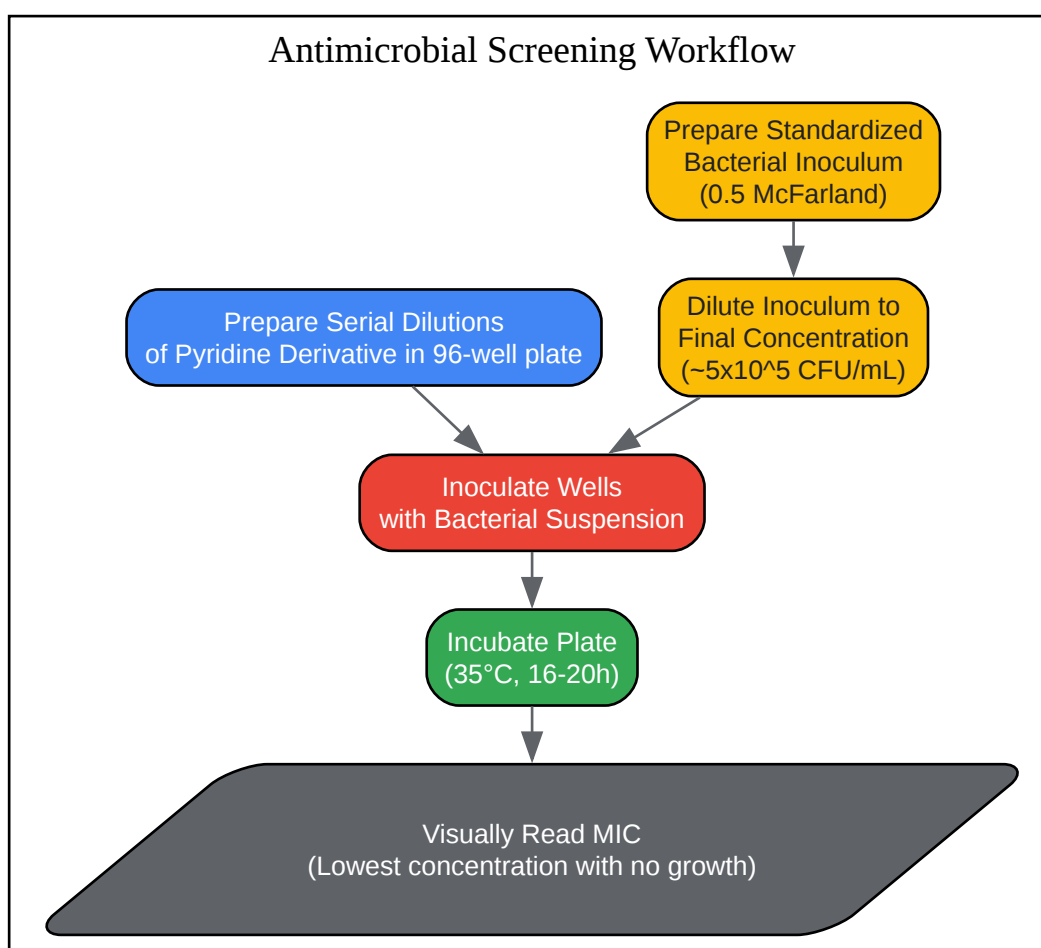 Antimicrobial Screening Workflow
Prepare Standardized
Bacterial Inoculum
(0.5 McFarland)
Prepare Serial Dilutions
of Pyridine Derivative in 96-well plate
Dilute Inoculum to
Final Concentration
(~5x10^5 CFU/mL)
Inoculate Wells
with Bacterial Suspension
Incubate Plate
(35°C, 16-20h)
Visually Read MIC
(Lowest concentration with no growth)